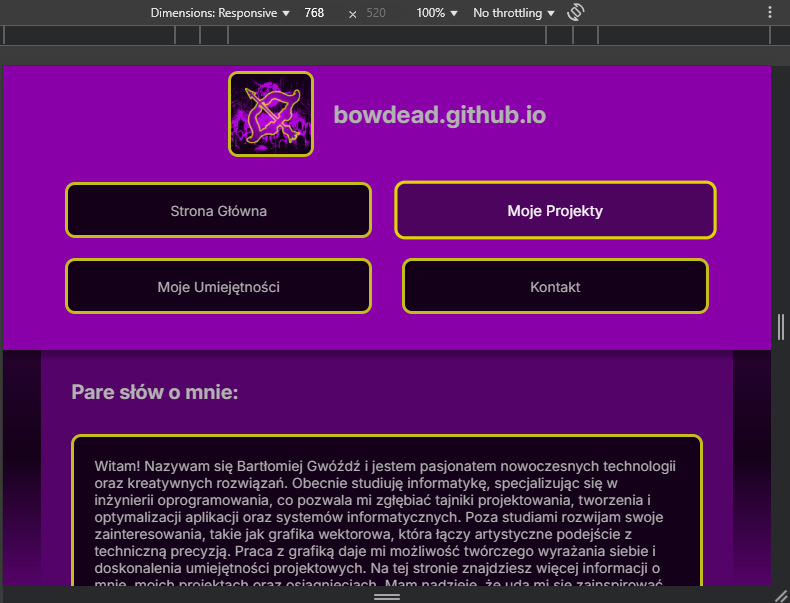 Dimensions: Responsive 768 × 520 100% No throttling
bowdead.github.io
Strona Główna
Moje Projekty
Moje Umiejętności
Kontakt
Pare słów o mnie:
Witam! Nazywam się Bartłomiej Gwóźdź i jestem pasjonatem nowoczesnych technologii
oraz kreatywnych rozwiązań. Obecnie studiuję informatykę, specjalizując się w
inżynierii oprogramowania, co pozwala mi zgłębiać tajniki projektowania, tworzenia i
optymalizacji aplikacji oraz systemów informatycznych. Poza studiami rozwijam swoje
zainteresowania, takie jak grafika wektorowa, która łączy artystyczne podejście z
techniczną precyzją. Praca z grafiką daje mi możliwość twórczego wyrażania siebie i
doskonalenia umiejętności projektowych. Na tej stronie znajdziesz więcej informacji o
mnie, moich projektach oraz osiągnięciach. Mam nadzieję, że uda mi się zainspirować